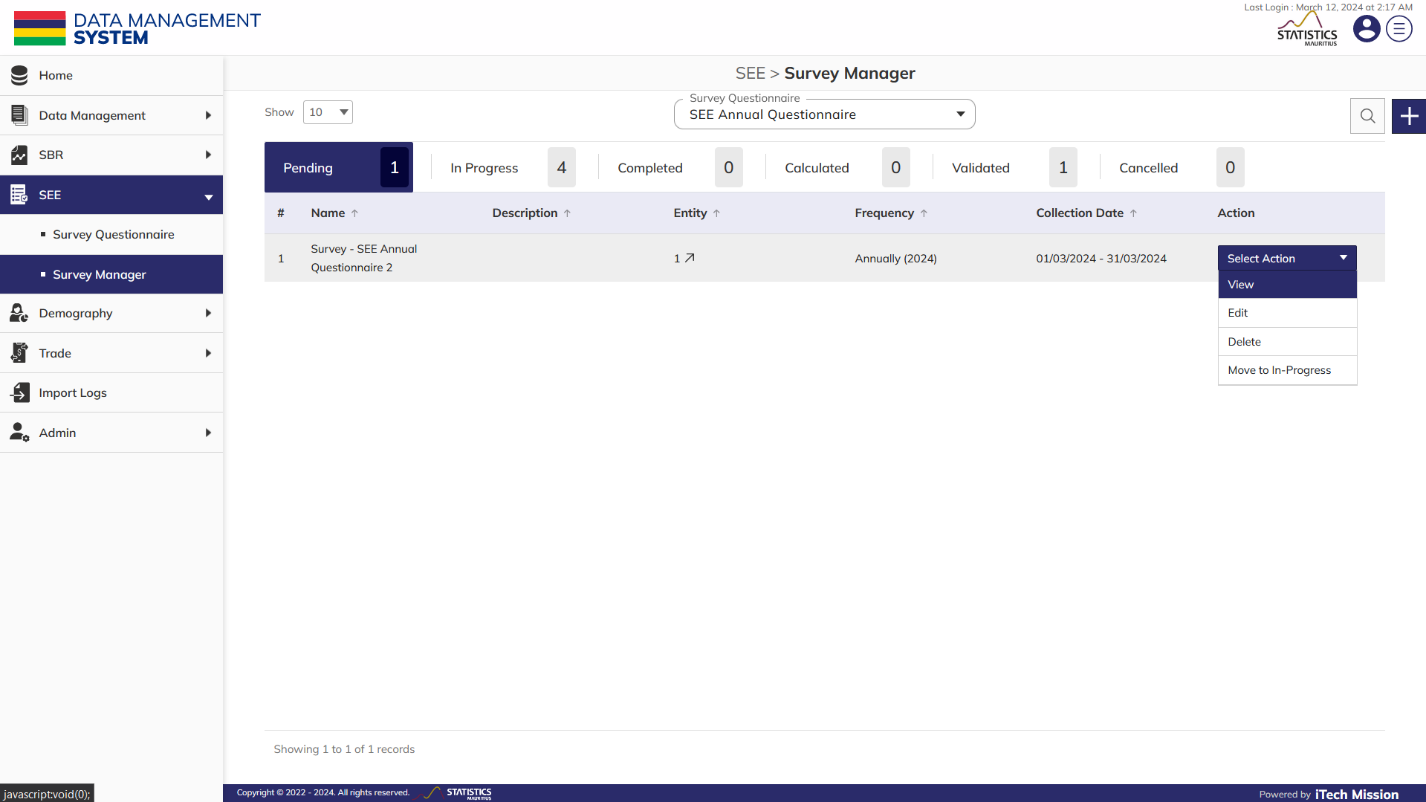 Last Login : March 12, 2024 at 2:17 AM
DATA MANAGEMENT
SYSTEM
STATISTICS
MAURITIUS
Home
Data Management
SBR
SEE
Survey Questionnaire
Survey Manager
Demography
Trade
Import Logs
Admin
SEE > Survey Manager
Show 10
Survey Questionnaire
SEE Annual Questionnaire
Pending 1 In Progress 4 Completed 0 Calculated 0 Validated 1 Cancelled 0
# Name ↑ Description ↑ Entity ↑ Frequency ↑ Collection Date ↑ Action
1 Survey - SEE Annual Questionnaire 2 1 Annually (2024) 01/03/2024 - 31/03/2024 Select Action
View
Edit
Delete
Move to In-Progress
Showing 1 to 1 of 1 records
javascript:void(0);
Copyright © 2022 - 2024. All rights reserved. STATISTICS
MAURITIUS
Powered by iTech Mission